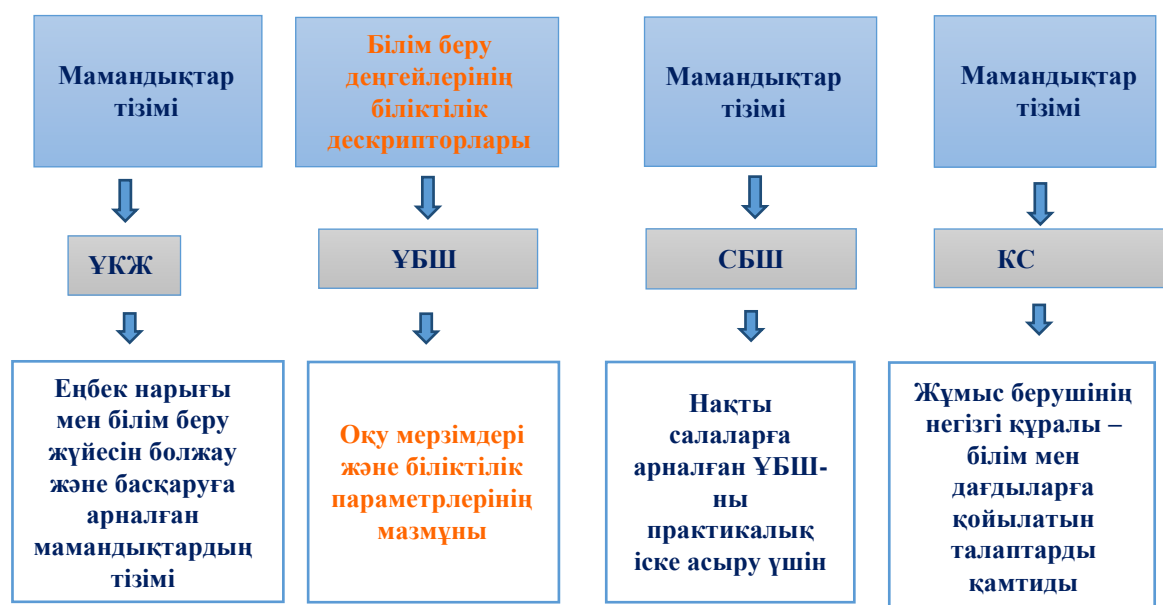 Мамандықтар
тізімі
Білім беру
деңгейлерінің
біліктілік
дескрипторлары
Мамандықтар
тізімі
Мамандықтар
тізімі
ҰКЖ
ҰБШ
СБШ
КС
Еңбек нарығы
мен білім беру
жүйесін болжау
және басқаруға
арналған
мамандықтардың
тізімі
Оқу мерзімдері
және біліктілік
параметрлерінің
мазмұны
Нақты
салаларға
арналған ҰБШ-
ны
практикалық
іске асыру үшін
Жұмыс берушінің
негізгі құралы –
білім мен
дағдыларға
қойылатын
талаптарды
қамтиды